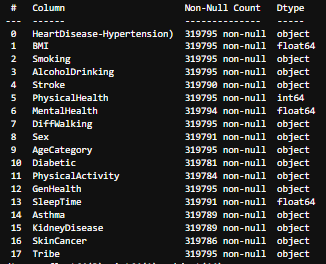 #   Column                      Non-Null Count   Dtype
---  ------                      --------------   -----
0   HeartDisease-Hypertension)  319795 non-null  object
1   BMI                         319795 non-null  float64
2   Smoking                     319795 non-null  object
3   AlcoholDrinking             319795 non-null  object
4   Stroke                      319790 non-null  object
5   PhysicalHealth              319795 non-null  int64
6   MentalHealth                319794 non-null  float64
7   DiffWalking                 319795 non-null  object
8   Sex                         319791 non-null  object
9   AgeCategory                 319795 non-null  object
10  Diabetic                    319781 non-null  object
11  PhysicalActivity            319784 non-null  object
12  GenHealth                   319795 non-null  object
13  SleepTime                   319791 non-null  float64
14  Asthma                      319789 non-null  object
15  KidneyDisease               319789 non-null  object
16  SkinCancer                  319786 non-null  object
17  Tribe                       319795 non-null  object